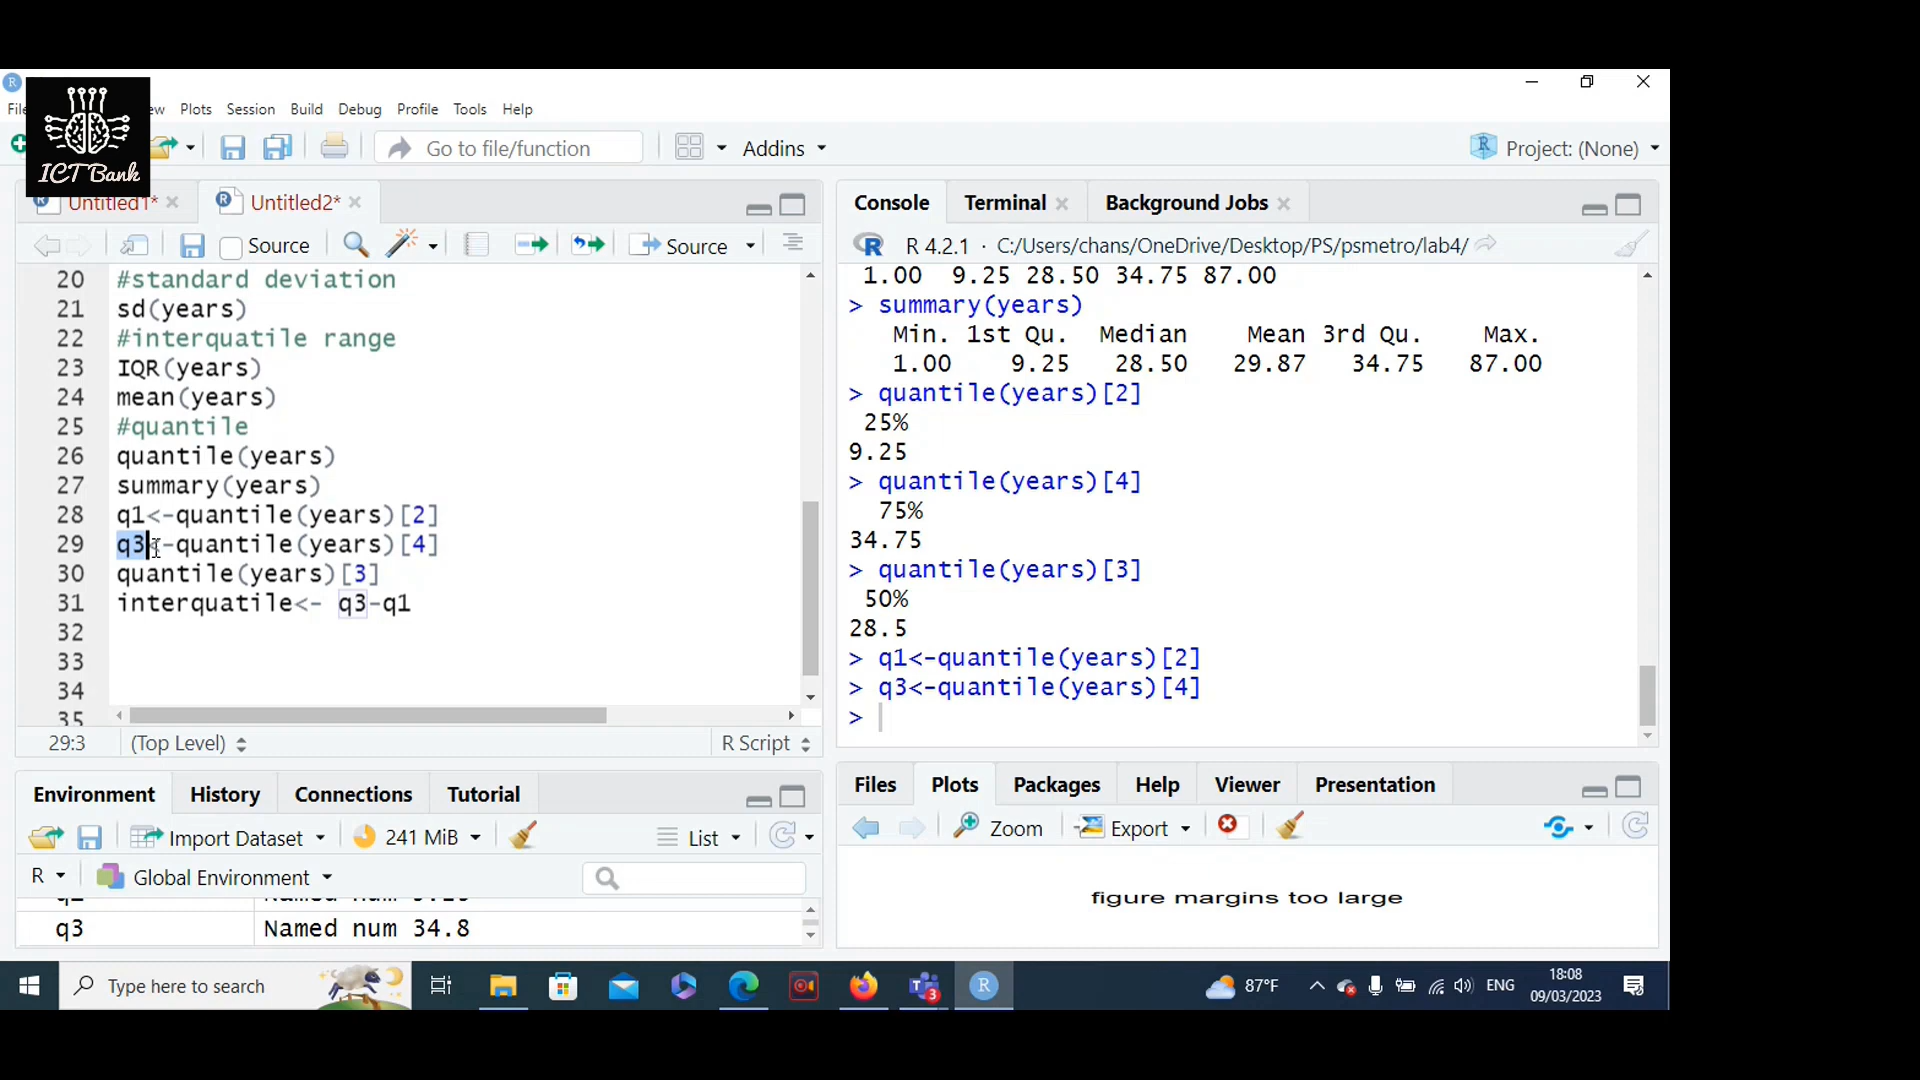 ICT Bank
Plots Session Build Debug Profile Tools Help
Go to file/function
Addins
Project: (None)
Untitled1*
Untitled2*
Source
Source
20 #standard deviation
21 sd(years)
22 #interquatile range
23 IQR(years)
24 mean(years)
25 #quantile
26 quantile(years)
27 summary(years)
28 q1<-quantile(years)[2]
29 q3<-quantile(years)[4]
30 quantile(years)[3]
31 interquatile<- q3-q1
32
33
34
35
29:3 (Top Level) R Script
Console Terminal Background Jobs
R 4.2.1 · C:/Users/chans/OneDrive/Desktop/PS/psmetro/lab4/
1.00 9.25 28.50 34.75 87.00
> summary(years)
Min. 1st Qu. Median Mean 3rd Qu. Max.
1.00 9.25 28.50 29.87 34.75 87.00
> quantile(years)[2]
25%
9.25
> quantile(years)[4]
75%
34.75
> quantile(years)[3]
50%
28.5
> q1<-quantile(years)[2]
> q3<-quantile(years)[4]
>
Environment History Connections Tutorial
Import Dataset 241 MiB List
R Global Environment
q3 Named num 34.8
Files Plots Packages Help Viewer Presentation
Zoom Export
figure margins too large
Type here to search
87°F
ENG
18:08
09/03/2023